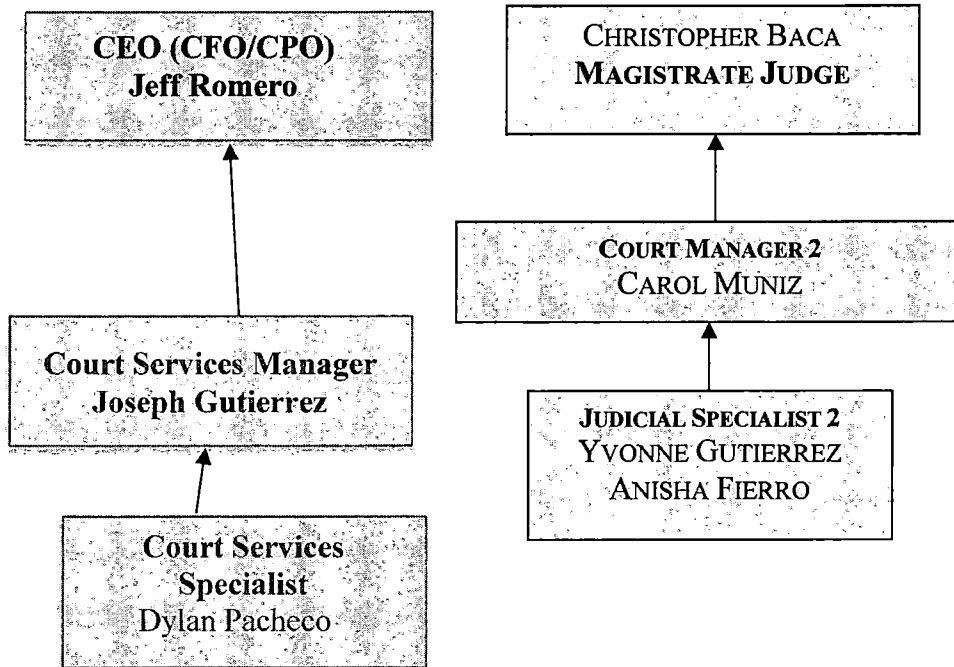 CEO (CFO/CPO)
Jeff Romero
Court Services Manager
Joseph Gutierrez
Court Services
Specialist
Dylan Pacheco
CHRISTOPHER BACA
MAGISTRATE JUDGE
COURT MANAGER 2
CAROL MUNIZ
JUDICIAL SPECIALIST 2
YVONNE GUTIERREZ
ANISHA FIERRO